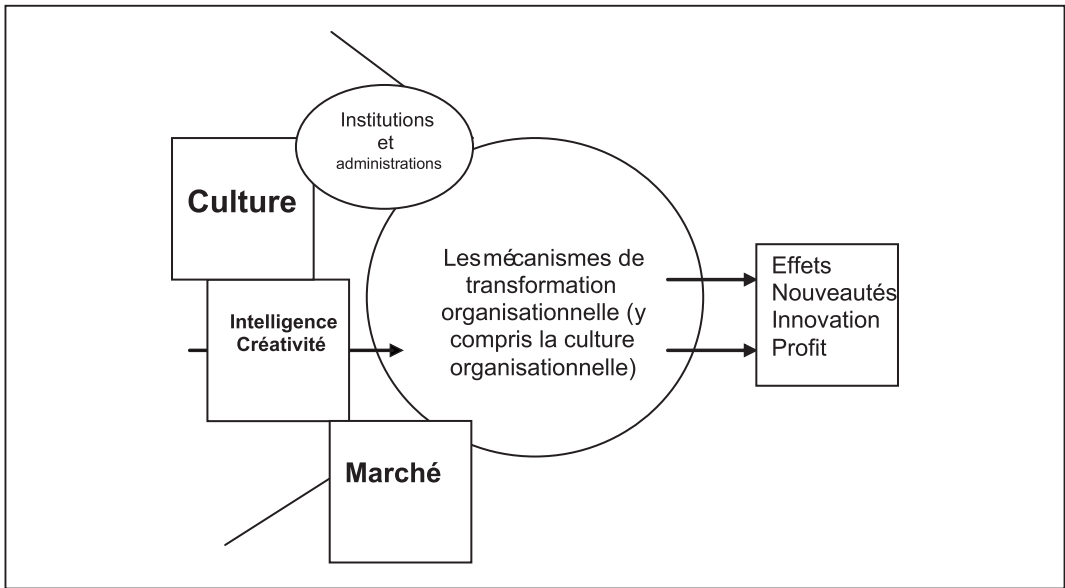 Institutions
et
administrations
Culture
Intelligence
Créativité
Marché
Les mécanismes de
transformation
organisationnelle (y
compris la culture
organisationnelle)
Effets
Nouveautés
Innovation
Profit